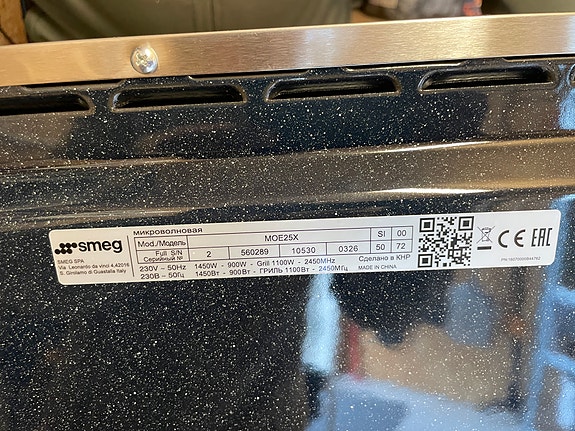 микроволновая
smeg
SMEG SPA
Via Leonardo da vinci 4,42016
S. Girolamo di Guastalla Italy
Mod./Модель MOE25X SI 00
Full S/N
Серийный № 2 560289 10530 0326 50 72
230V ~ 50Hz 1450W - 900W - Grill 1100W - 2450MHz
230В ~ 50Гц 1450Вт - 900Вт - ГРИЛЬ 1100Вт - 2450МГц
Сделано в КНР
MADE IN CHINA
CE EAC